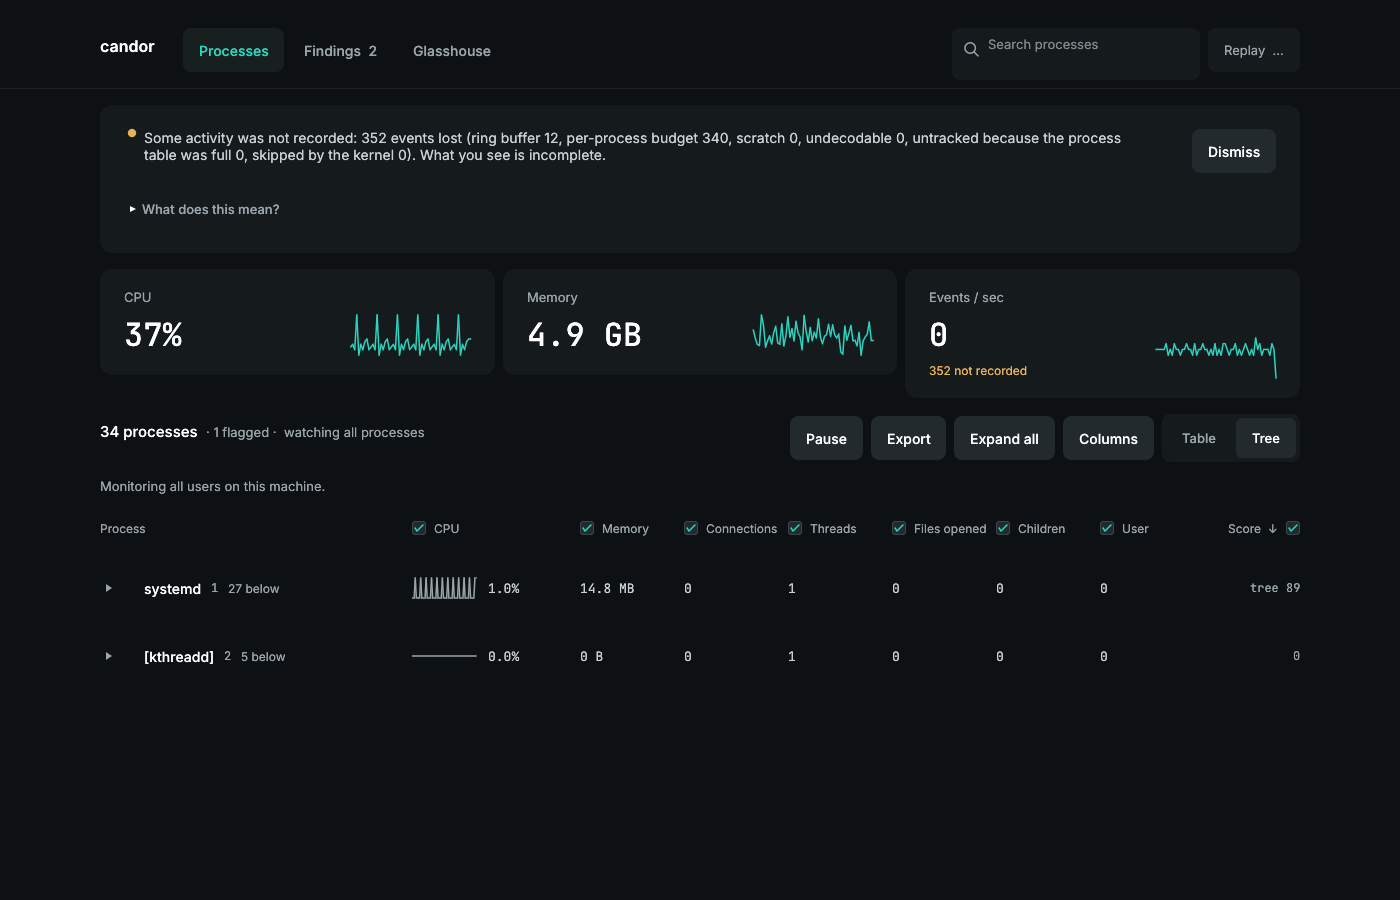 candor
Processes
Findings 2
Glasshouse
Search processes
Replay ...
Some activity was not recorded: 352 events lost (ring buffer 12, per-process budget 340, scratch 0, undecodable 0, untracked because the process
table was full 0, skipped by the kernel 0). What you see is incomplete.
Dismiss
What does this mean?
CPU
37%
Memory
4.9 GB
Events / sec
0
352 not recorded
34 processes · 1 flagged · watching all processes
Pause
Export
Expand all
Columns
Table
Tree
Monitoring all users on this machine.
Process CPU Memory Connections Threads Files opened Children User Score ↓
systemd 1 27 below 1.0% 14.8 MB 0 1 0 0 0 tree 89
[kthreadd] 2 5 below 0.0% 0 B 0 1 0 0 0 0